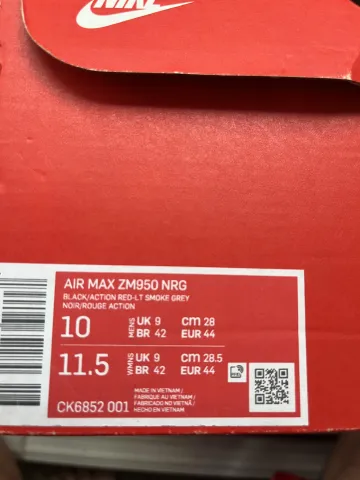 NIKE
AIR MAX ZM950 NRG
BLACK/ACTION RED-LT SMOKE GREY
NOIR/ROUGE ACTION
10 MENS UK 9 CM 28
BR 42 EUR 44
11.5 WMNS UK 9 CM 28.5
BR 42 EUR 44
MADE IN VIETNAM /
FABRIQUE AU VIETNAM /
FABRICADO NO VIETNÃ /
HECHO EN VIETNAM
CK6852 001